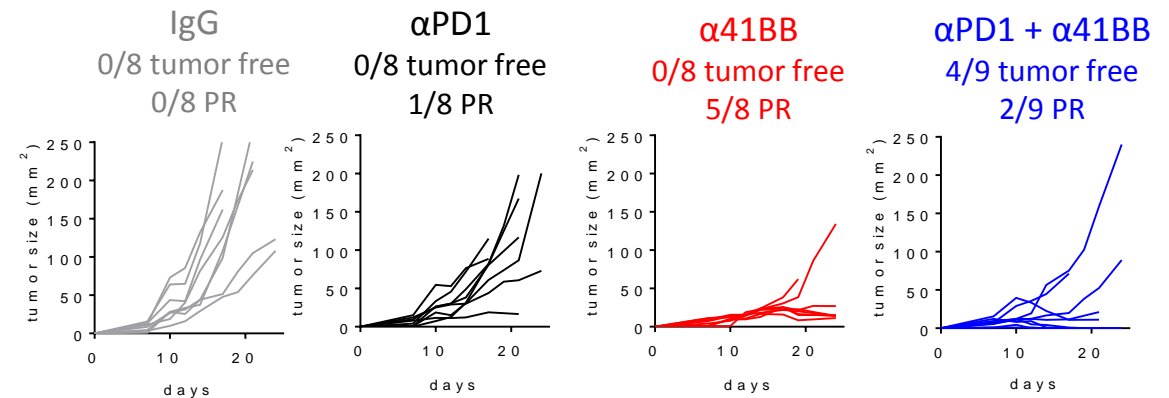 IgG
0/8 tumor free
0/8 PR
tumor size (mm²)
250
200
150
100
50
0
0 10 20
days
αPD1
0/8 tumor free
1/8 PR
tumor size (mm²)
250
200
150
100
50
0
0 10 20
days
α41BB
0/8 tumor free
5/8 PR
tumor size (mm²)
250
200
150
100
50
0
0 10 20
days
αPD1 + α41BB
4/9 tumor free
2/9 PR
tumor size (mm²)
250
200
150
100
50
0
0 10 20
days